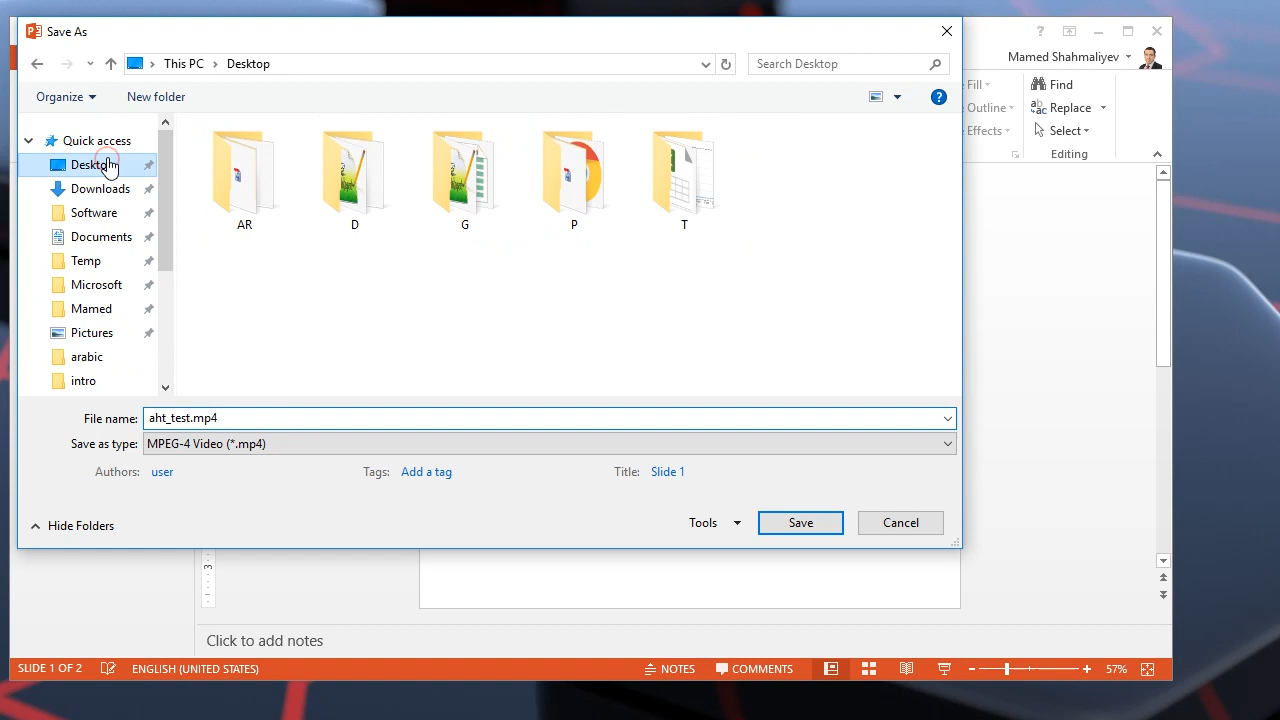 Save As
This PC
Desktop
Search Desktop
Organize
New folder
?
Quick access
Desktop
Downloads
Software
Documents
Temp
Microsoft
Mamed
Pictures
arabic
intro
AR
D
G
P
T
File name: aht_test.mp4
Save as type: MPEG-4 Video (*.mp4)
Authors: user
Tags: Add a tag
Title: Slide 1
Hide Folders
Tools
Save
Cancel
?
Mamed Shahmaliyev
Fill
Outline
Effects
Find
Replace
Select
Editing
3
Click to add notes
SLIDE 1 OF 2
ENGLISH (UNITED STATES)
NOTES
COMMENTS
57%